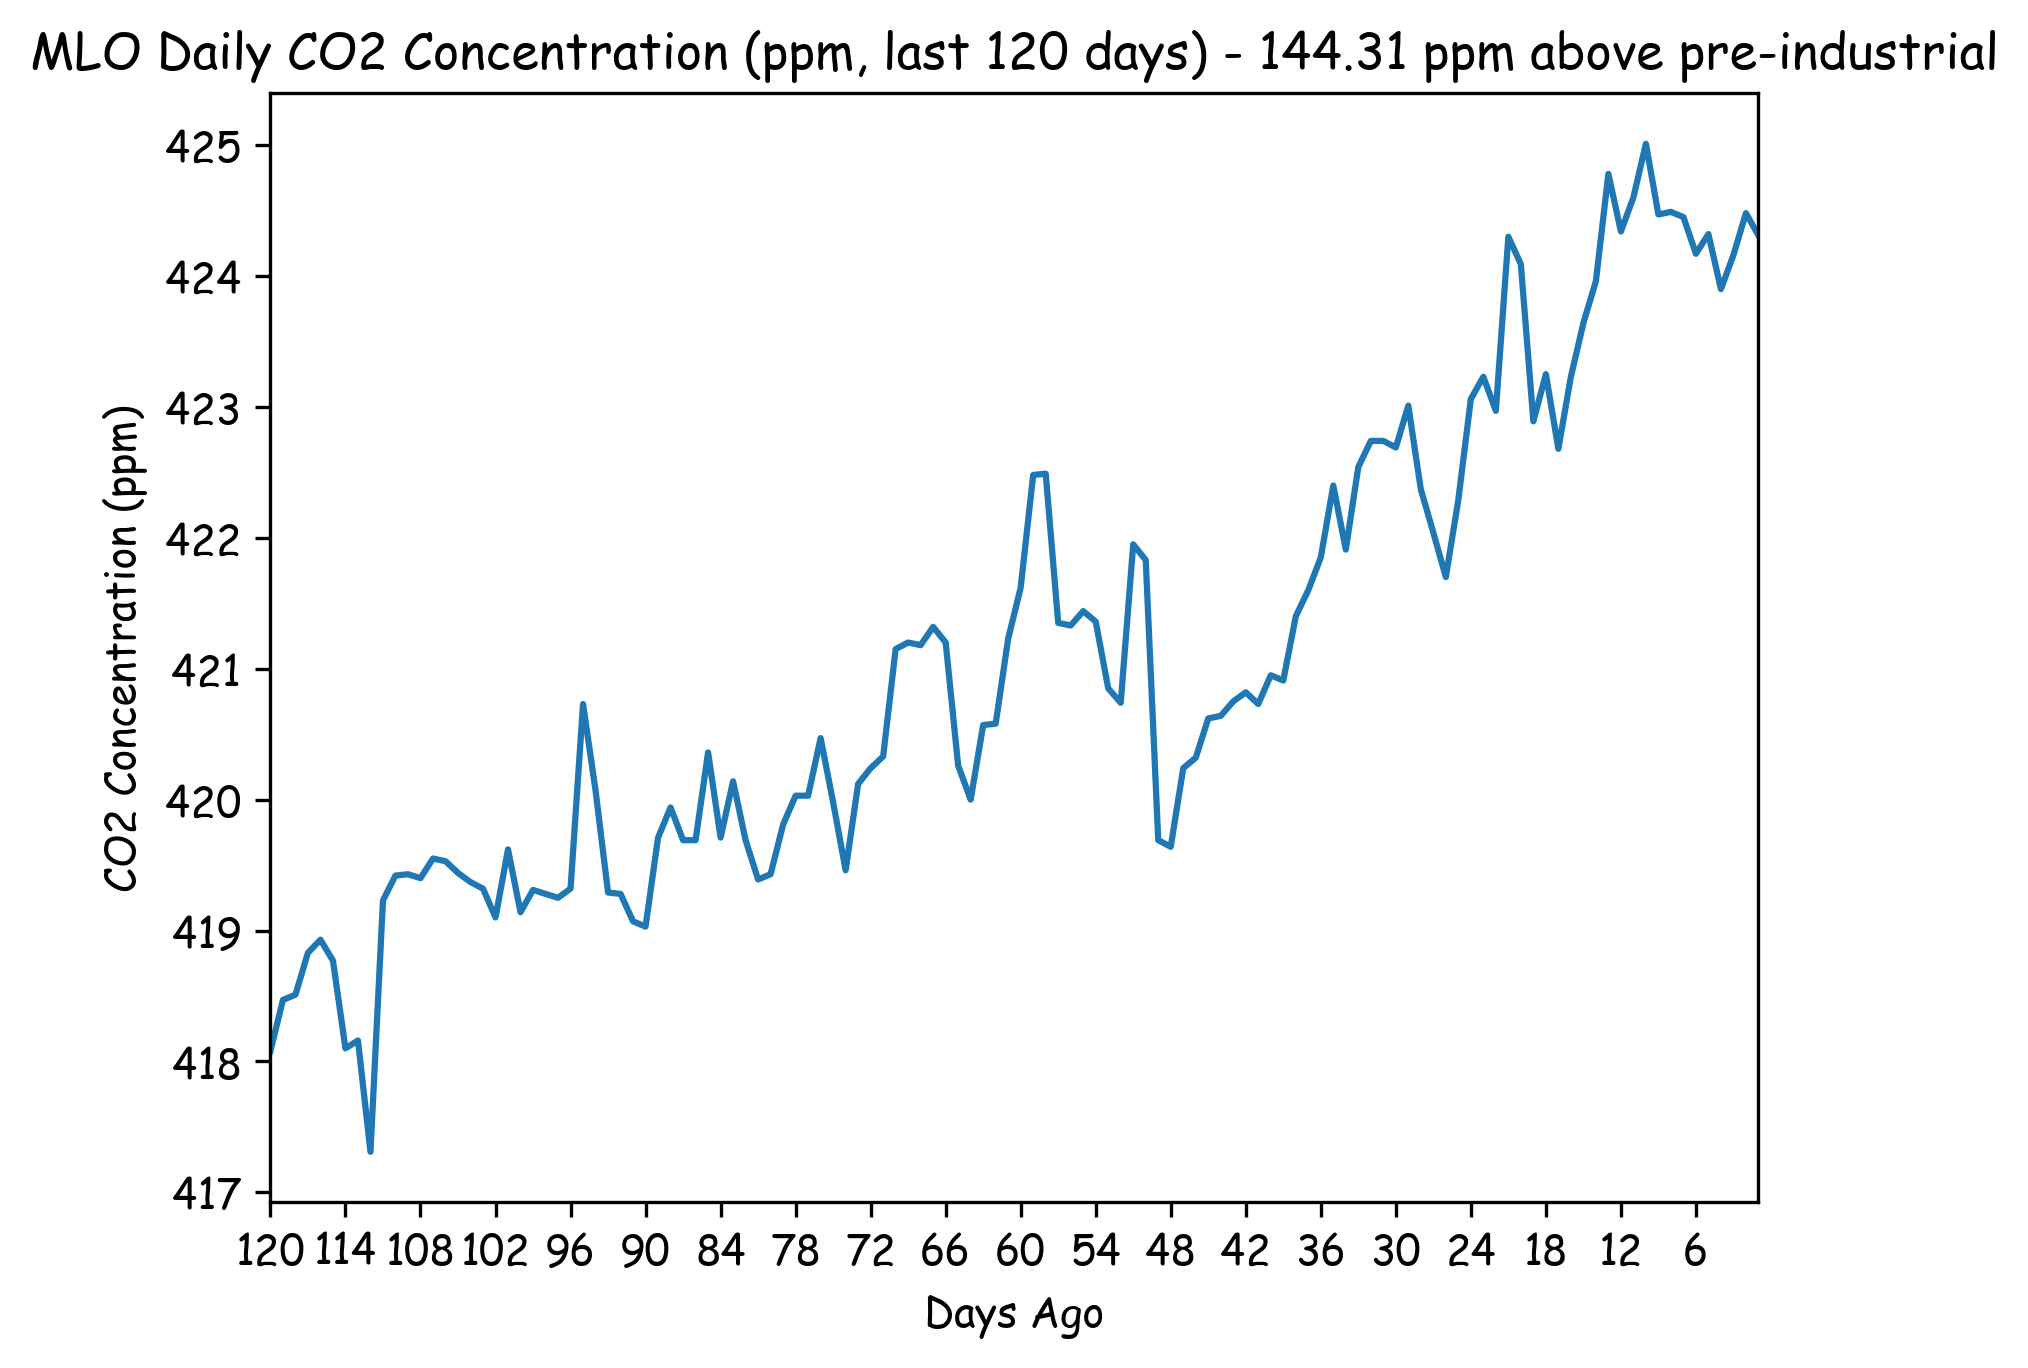 MLO Daily CO2 Concentration (ppm, last 120 days) - 144.31 ppm above pre-industrial
425
424
423
422
421
420
419
418
417
CO2 Concentration (ppm)
120 114 108 102 96 90 84 78 72 66 60 54 48 42 36 30 24 18 12 6
Days Ago